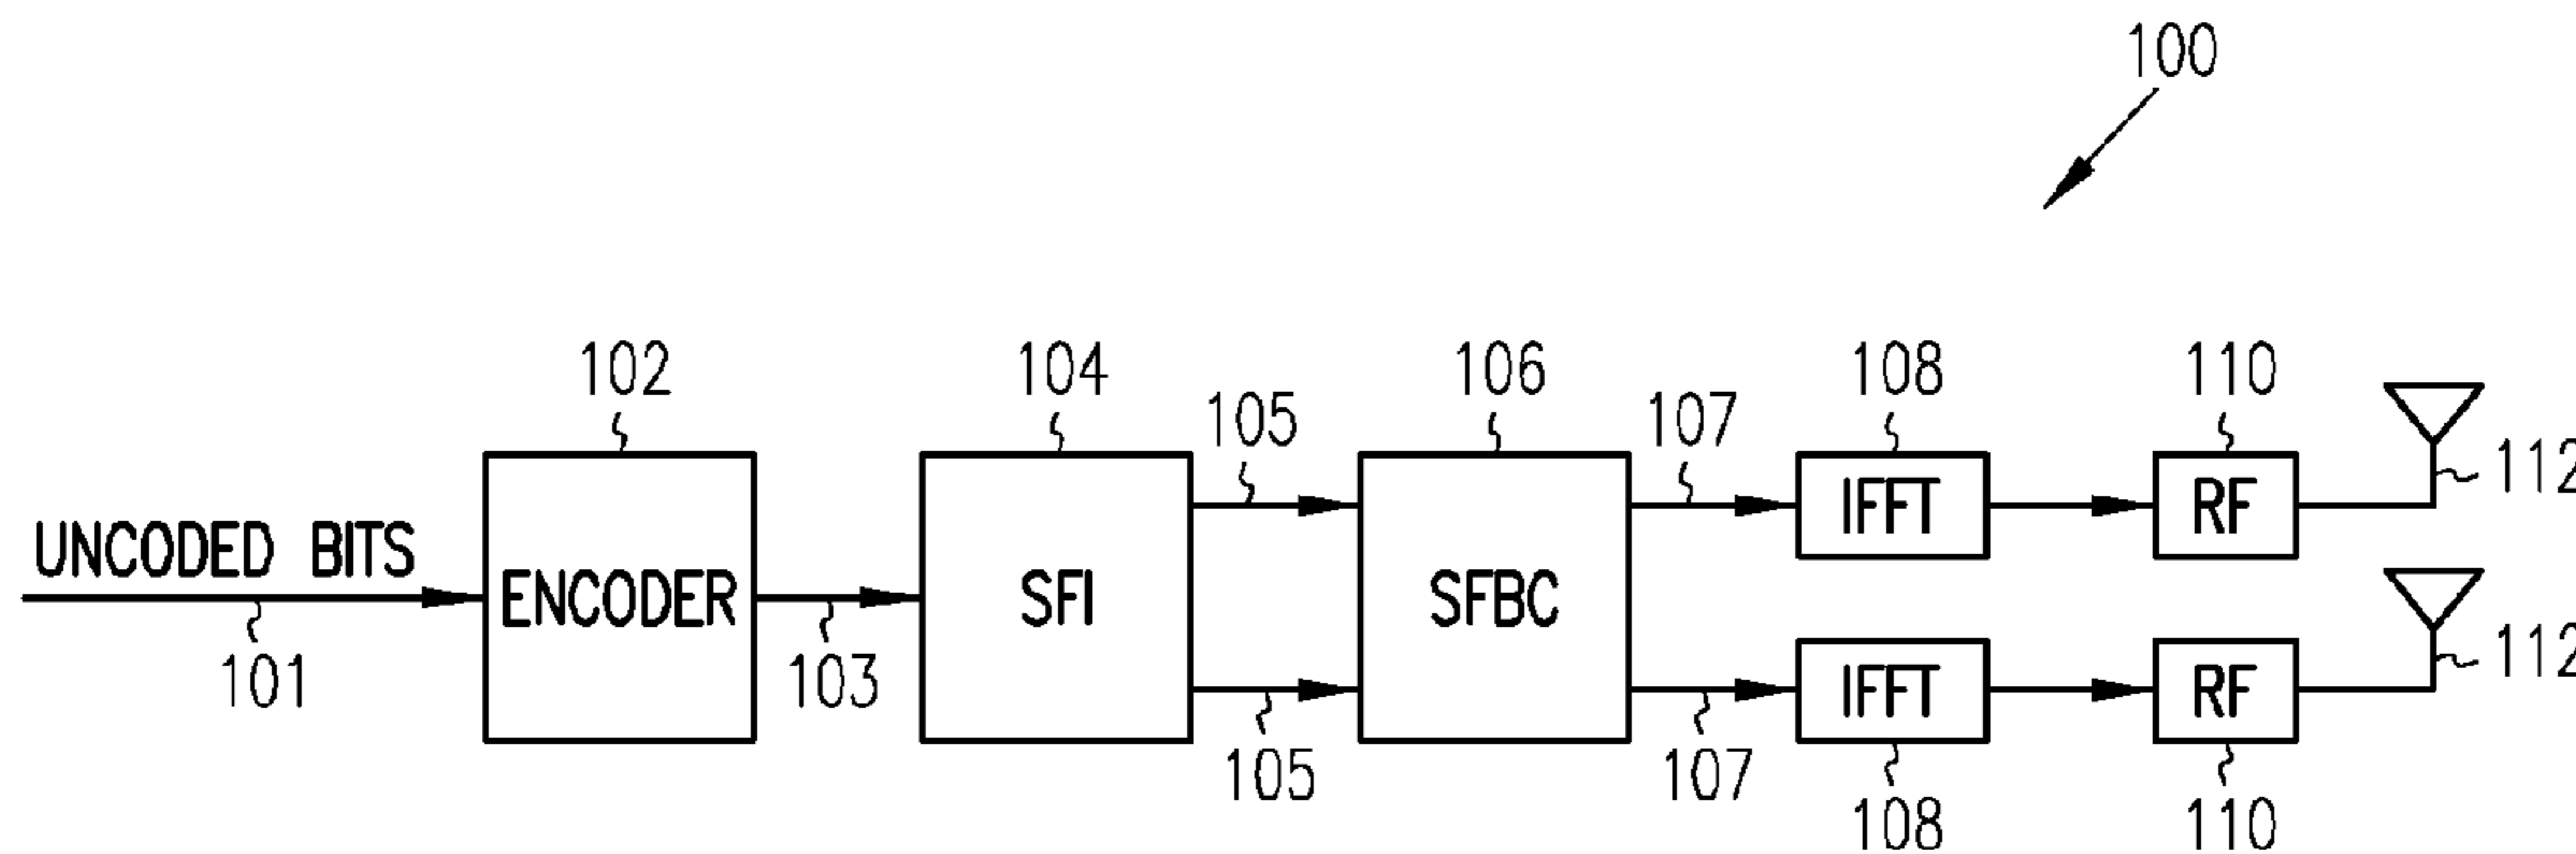 100
102 104 106 108 110
105 107
112
IFFT RF
UNCODED BITS
ENCODER SFI SFBC
101 103
112
IFFT RF
105 107
108 110